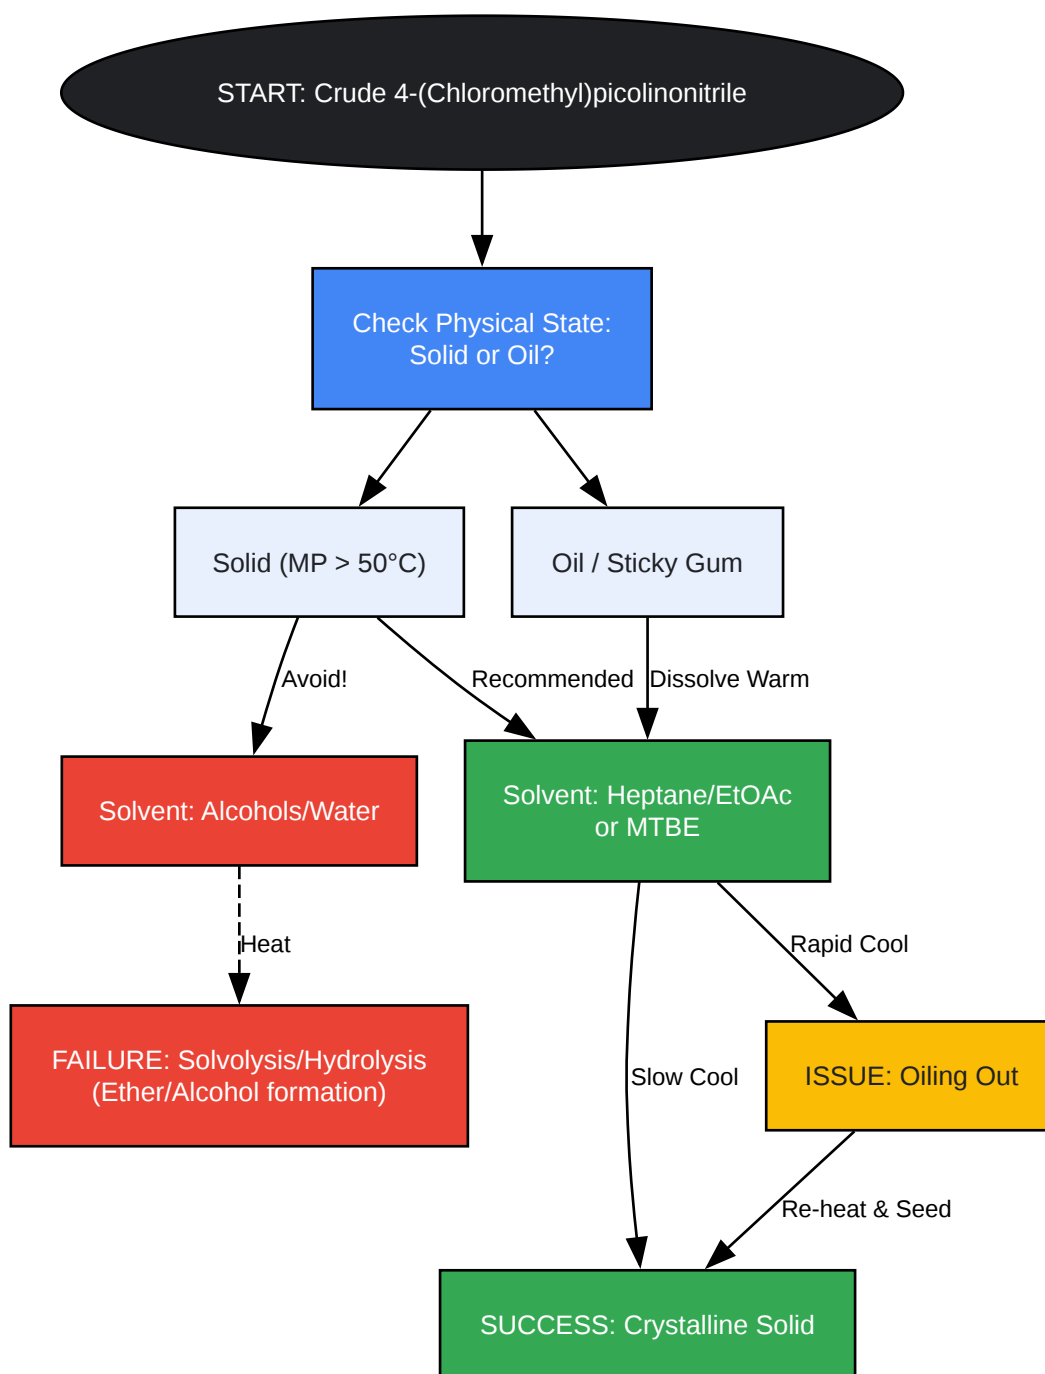 START: Crude 4-(Chloromethyl)picolinonitrile
Check Physical State:
Solid or Oil?
Solid (MP > 50°C)
Oil / Sticky Gum
Avoid!
Recommended
Dissolve Warm
Solvent: Alcohols/Water
Solvent: Heptane/EtOAc
or MTBE
Heat
Rapid Cool
FAILURE: Solvolysis/Hydrolysis
(Ether/Alcohol formation)
Slow Cool
ISSUE: Oiling Out
Re-heat & Seed
SUCCESS: Crystalline Solid